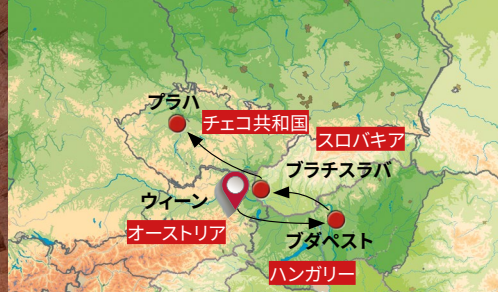 プラハ
チェコ共和国
スロバキア
ブラチスラバ
ウィーン
オーストリア
ブダペスト
ハンガリー